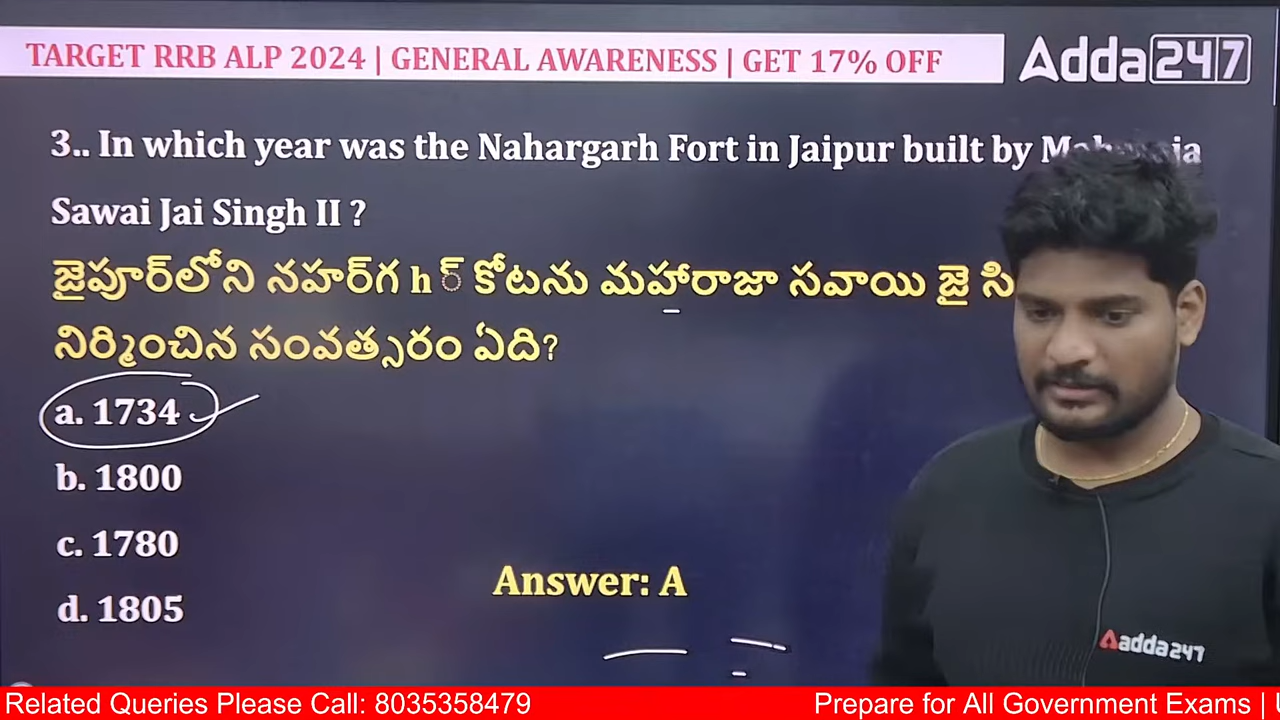 TARGET RRB ALP 2024 | GENERAL AWARENESS | GET 17% OFF
Adda247
3.. In which year was the Nahargarh Fort in Jaipur built by
Sawai Jai Singh II ?
జైపూర్‌లోని నహర్‌గ h్ కోటను మహారాజా సవాయి జై
నిర్మించిన సంవత్సరం ఏది?
a. 1734
b. 1800
c. 1780
d. 1805
Answer: A
adda247
Related Queries Please Call: 8035358479
Prepare for All Government Exams |